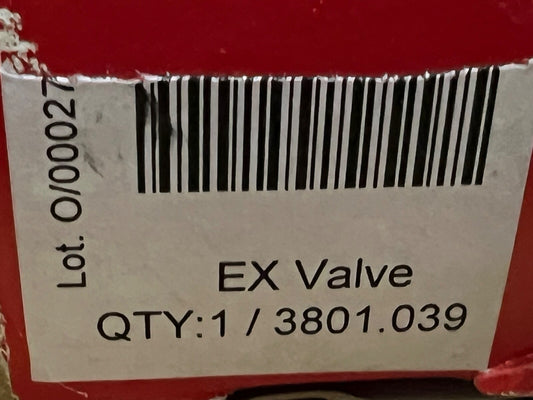 Lot. O/00027
EX Valve
QTY:1 / 3801.039